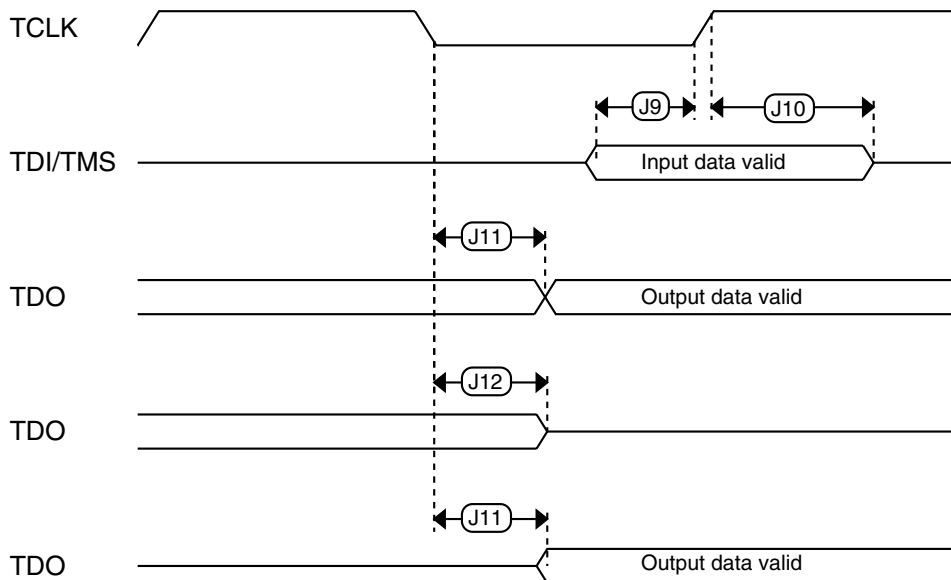 TCLK
J9
J10
TDI/TMS
Input data valid
J11
TDO
Output data valid
J12
TDO
J11
TDO
Output data valid